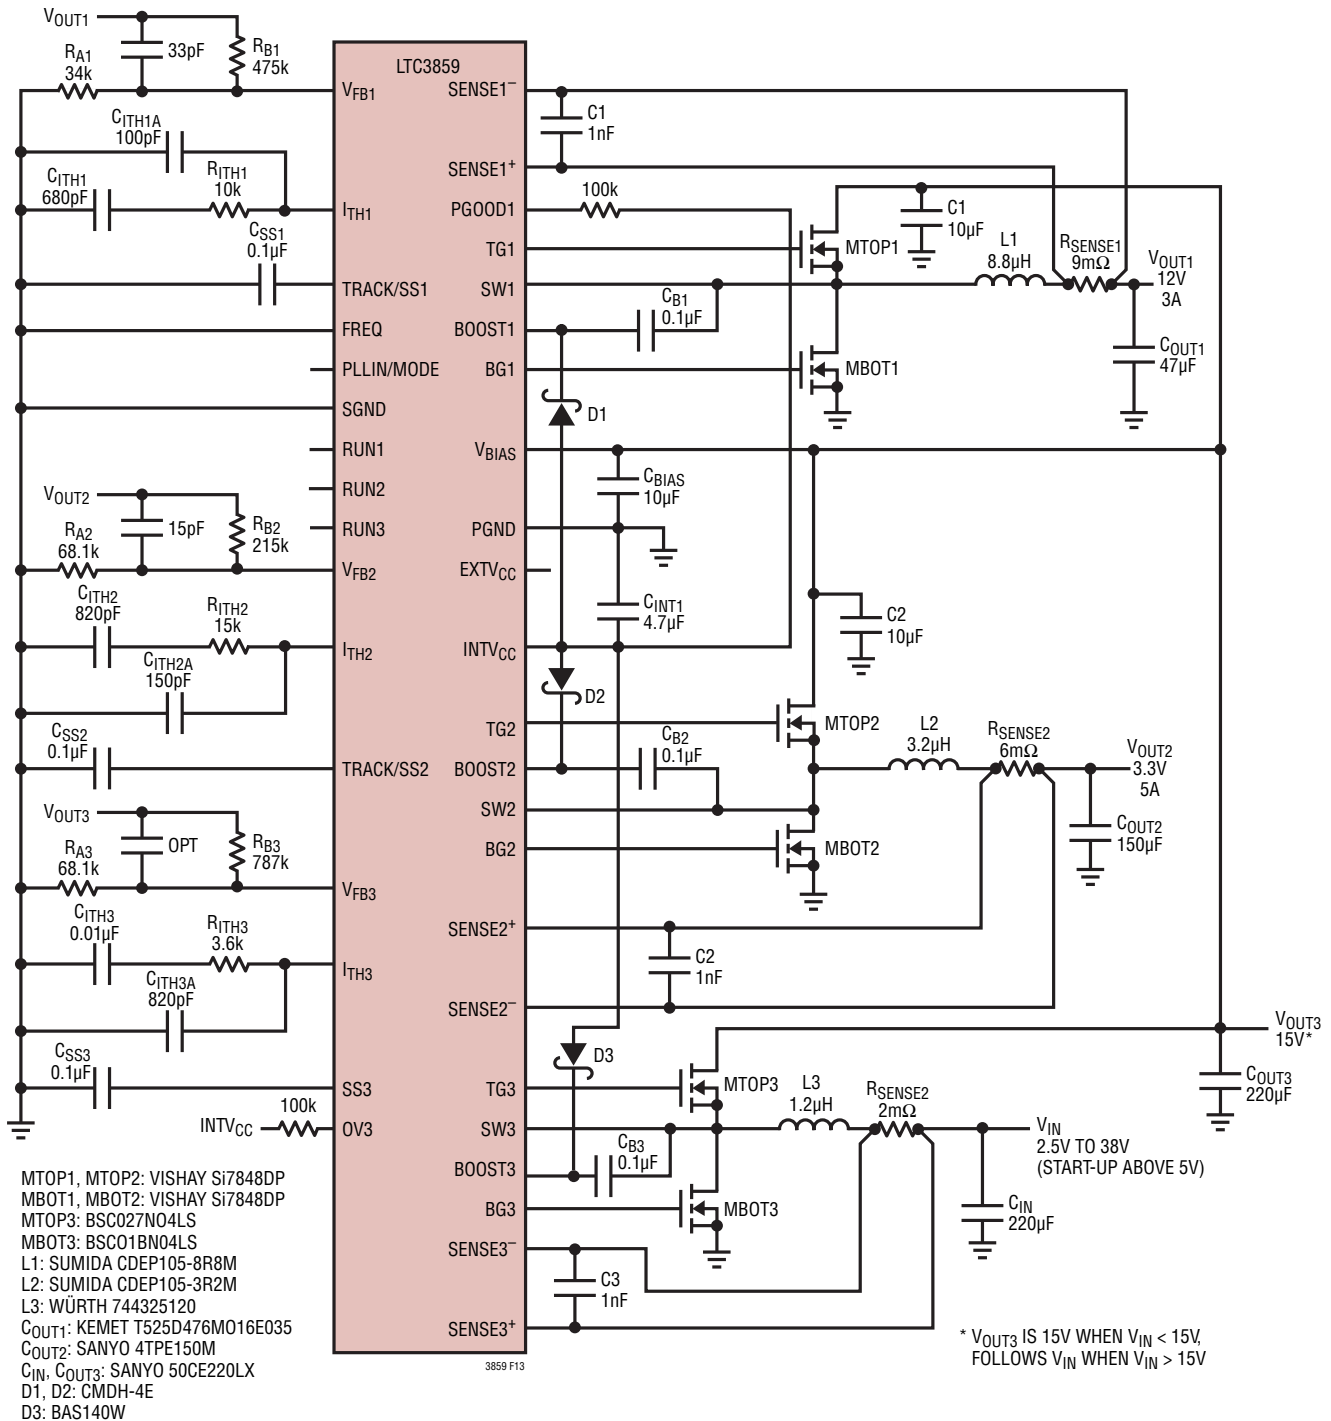 VOUT1
RA1
34k
33pF
RB1
475k
CITH1A
100pF
CITH1
680pF
RITH1
10k
CSS1
0.1µF
VOUT2
RA2
68.1k
15pF
RB2
215k
CITH2
820pF
RITH2
15k
CITH2A
150pF
CSS2
0.1µF
VOUT3
RA3
68.1k
OPT
RB3
787k
CITH3
0.01µF
RITH3
3.6k
CITH3A
820pF
CSS3
0.1µF
100k
INTVCC
LTC3859
VFB1
ITH1
TRACK/SS1
FREQ
PLLIN/MODE
SGND
RUN1
RUN2
RUN3
VFB2
ITH2
TRACK/SS2
VFB3
ITH3
SS3
OV3
SENSE1–
SENSE1+
PGOOD1
TG1
SW1
BOOST1
BG1
VBIAS
PGND
EXTVCC
INTVCC
TG2
BOOST2
SW2
BG2
SENSE2+
SENSE2–
TG3
SW3
BOOST3
BG3
SENSE3–
SENSE3+
C1
1nF
100k
MTOP1
C1
10µF
L1
8.8µH
RSENSE1
9mΩ
VOUT1
12V
3A
CB1
0.1µF
MBOT1
COUT1
47µF
D1
CBIAS
10µF
CINT1
4.7µF
C2
10µF
D2
MTOP2
CB2
0.1µF
L2
3.2µH
RSENSE2
6mΩ
VOUT2
3.3V
5A
COUT2
150µF
MBOT2
C2
1nF
VOUT3
15V*
D3
MTOP3
L3
1.2µH
RSENSE2
2mΩ
COUT3
220µF
VIN
2.5V TO 38V
(START-UP ABOVE 5V)
CB3
0.1µF
MBOT3
CIN
220µF
C3
1nF
MTOP1, MTOP2: VISHAY Si7848DP
MBOT1, MBOT2: VISHAY Si7848DP
MTOP3: BSC027NO4LS
MBOT3: BSCO1BN04LS
L1: SUMIDA CDEP105-8R8M
L2: SUMIDA CDEP105-3R2M
L3: WÜRTH 744325120
COUT1: KEMET T525D476MO16E035
COUT2: SANYO 4TPE150M
CIN, COUT3: SANYO 50CE220LX
D1, D2: CMDH-4E
D3: BAS140W
3859 F13
* VOUT3 IS 15V WHEN VIN < 15V,
FOLLOWS VIN WHEN VIN > 15V